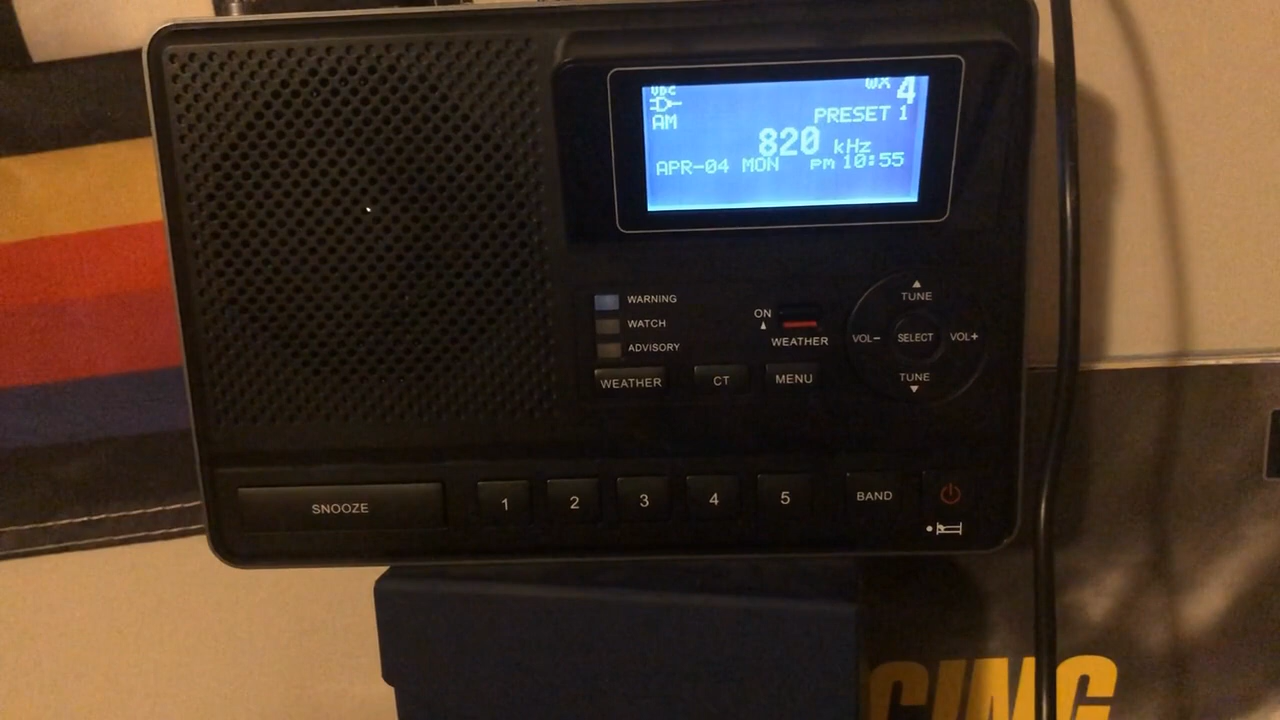 VDC WX 4
AM PRESET 1
820 kHz
APR-04 MON PM 10:55
WARNING
WATCH
ADVISORY
WEATHER CT MENU
ON
WEATHER
TUNE
VOL- SELECT VOL+
TUNE
SNOOZE 1 2 3 4 5 BAND